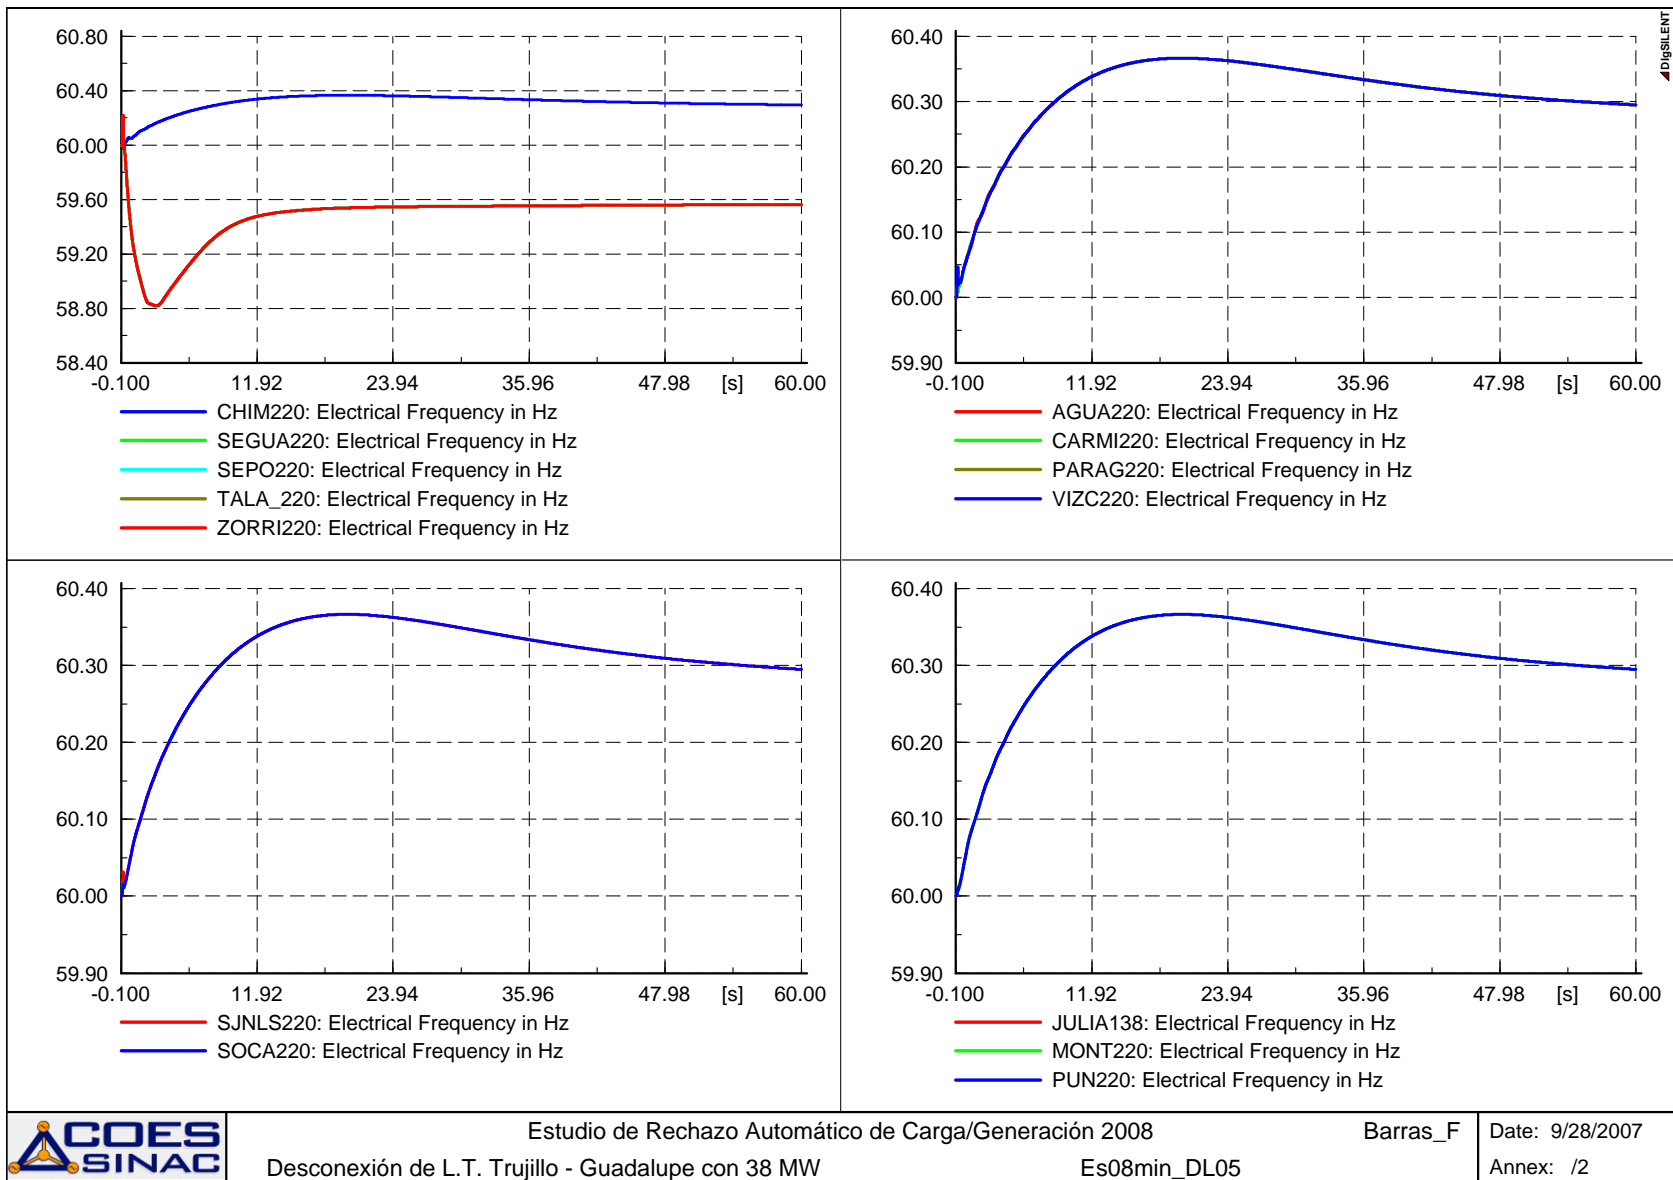 60.80
60.40
60.00
59.60
59.20
58.80
58.40
-0.100 11.92 23.94 35.96 47.98 [s] 60.00
CHIM220: Electrical Frequency in Hz
SEGUA220: Electrical Frequency in Hz
SEPO220: Electrical Frequency in Hz
TALA_220: Electrical Frequency in Hz
ZORRI220: Electrical Frequency in Hz
60.40
60.30
60.20
60.10
60.00
59.90
-0.100 11.92 23.94 35.96 47.98 [s] 60.00
AGUA220: Electrical Frequency in Hz
CARMI220: Electrical Frequency in Hz
PARAG220: Electrical Frequency in Hz
VIZC220: Electrical Frequency in Hz
DIgSILENT
60.40
60.30
60.20
60.10
60.00
59.90
-0.100 11.92 23.94 35.96 47.98 [s] 60.00
SJNLS220: Electrical Frequency in Hz
SOCA220: Electrical Frequency in Hz
60.40
60.30
60.20
60.10
60.00
59.90
-0.100 11.92 23.94 35.96 47.98 [s] 60.00
JULIA138: Electrical Frequency in Hz
MONT220: Electrical Frequency in Hz
PUN220: Electrical Frequency in Hz
COES
SINAC
Estudio de Rechazo Automático de Carga/Generación 2008 Barras_F
Desconexión de L.T. Trujillo - Guadalupe con 38 MW Es08min_DL05
Date: 9/28/2007
Annex: /2